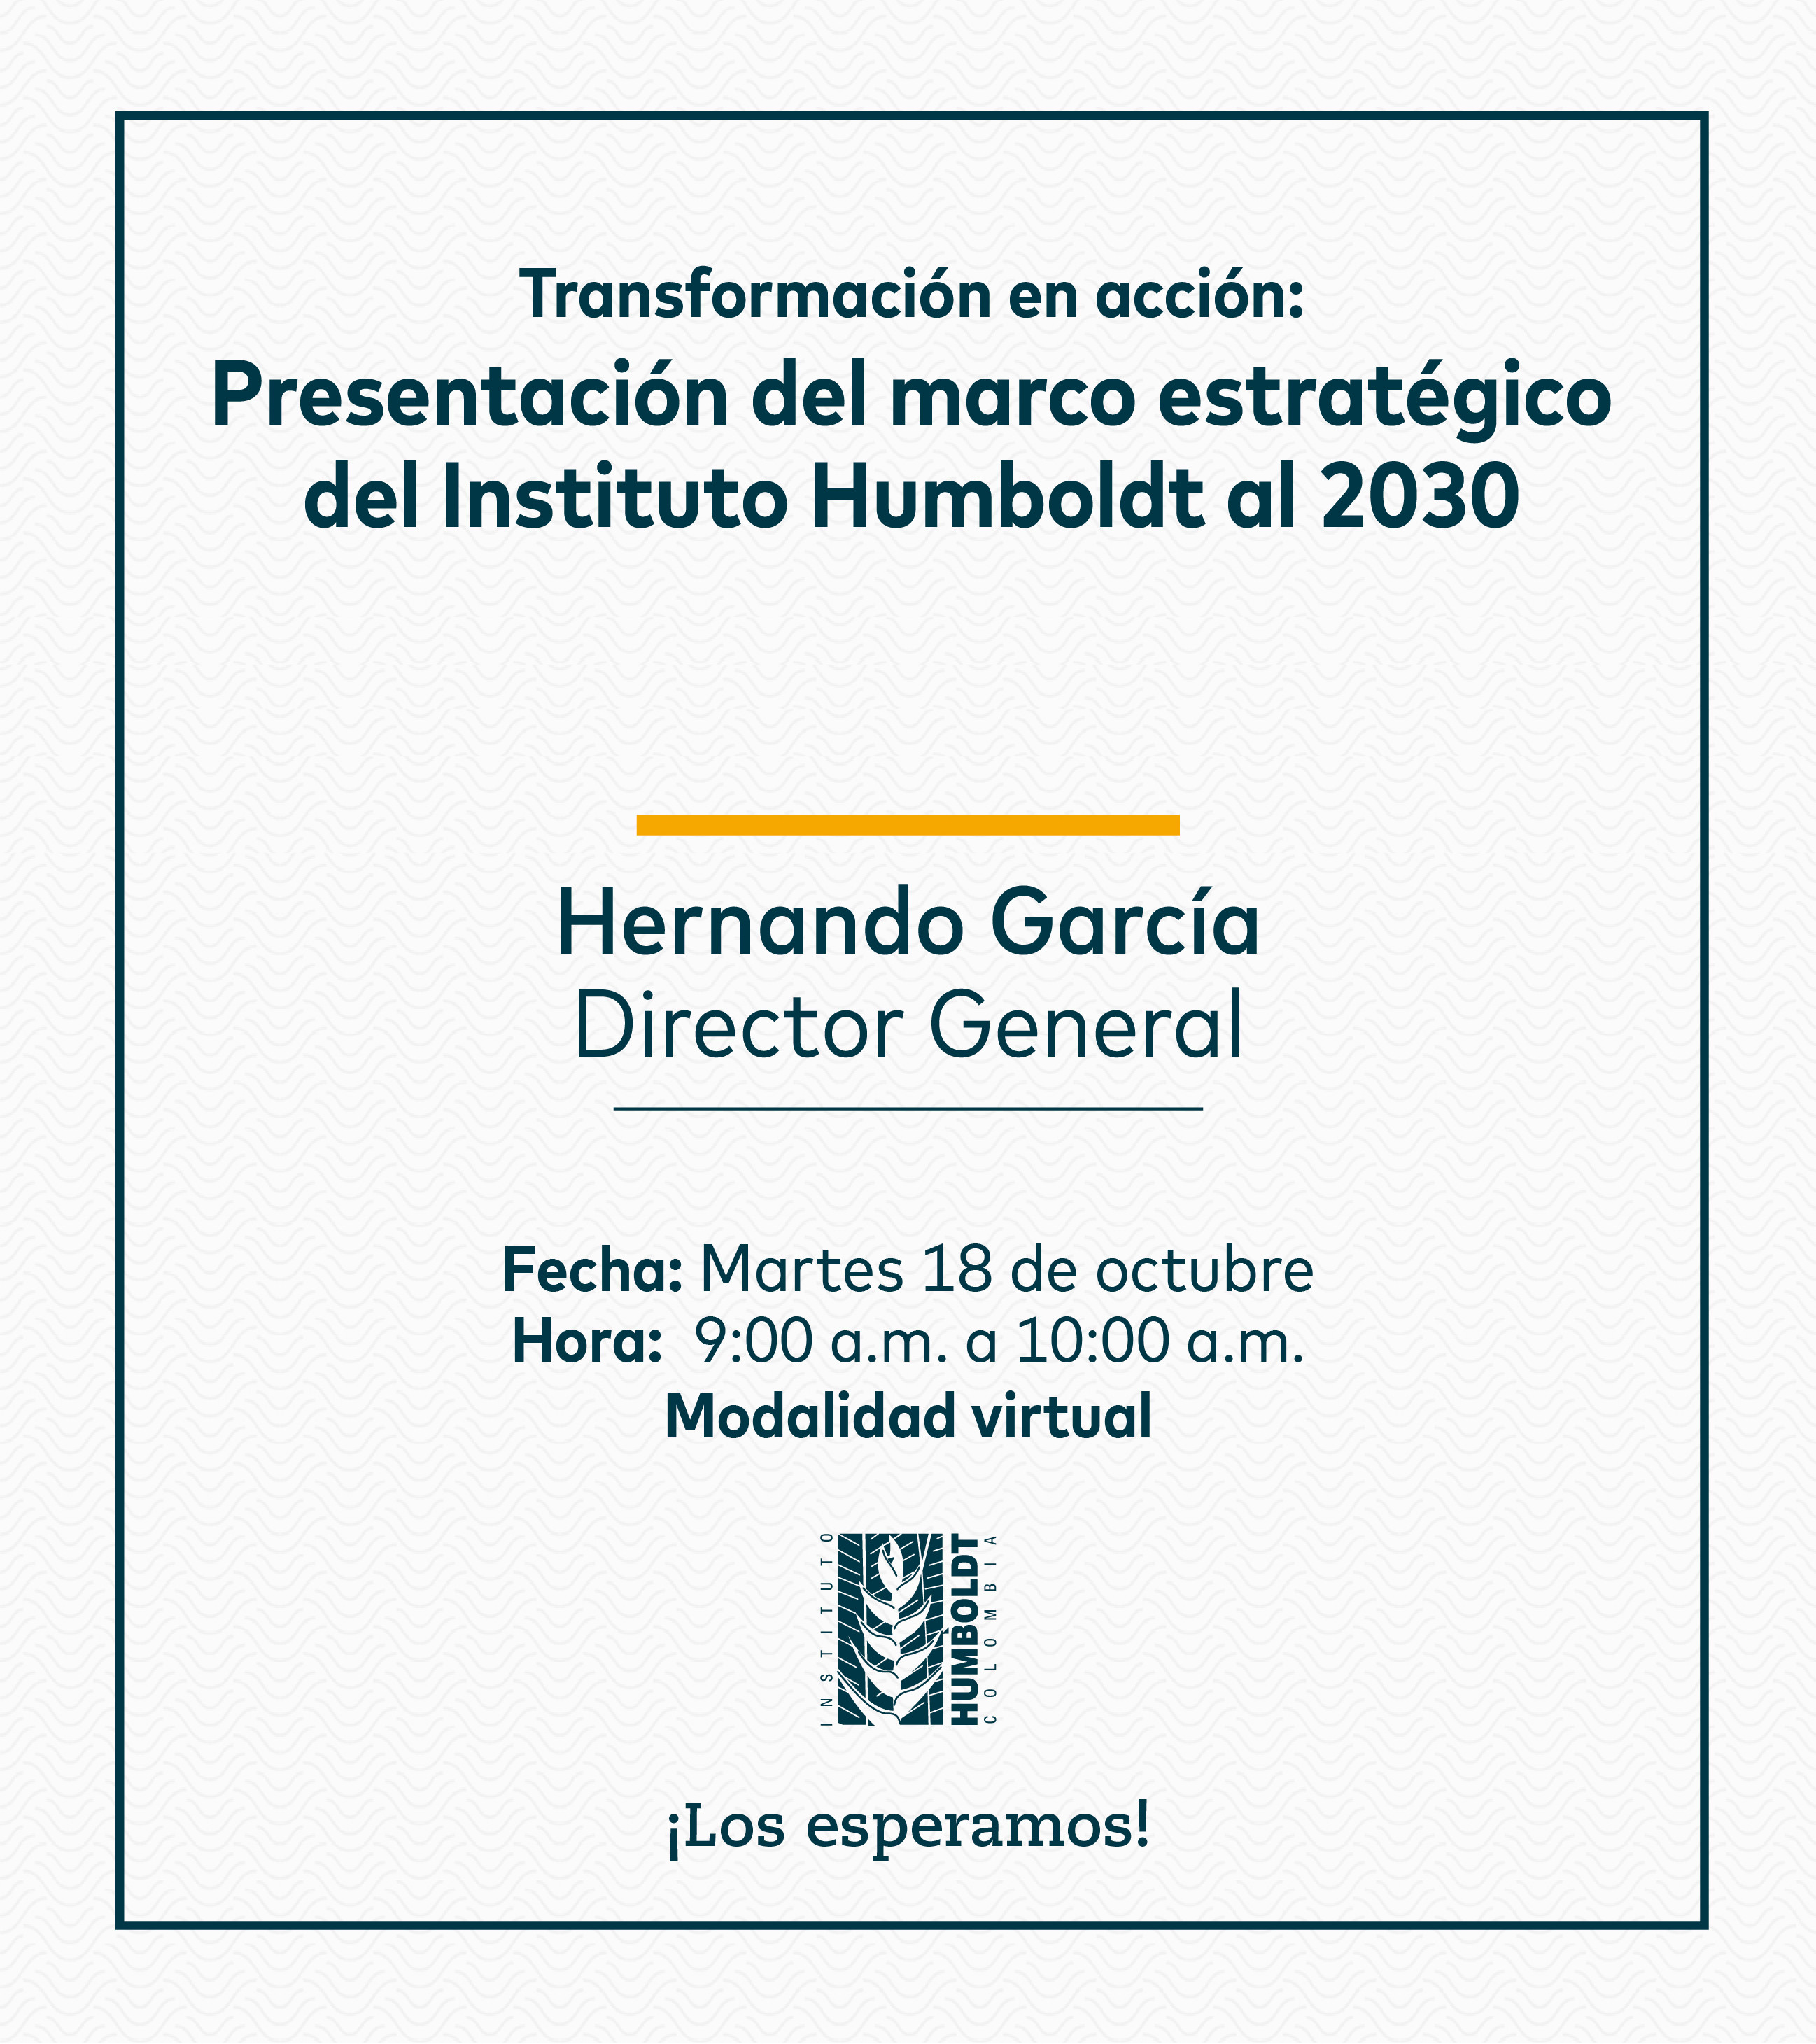 Transformación en acción:
Presentación del marco estratégico
del Instituto Humboldt al 2030
Hernando García
Director General
Fecha: Martes 18 de octubre
Hora: 9:00 a.m. a 10:00 a.m.
Modalidad virtual
INSTITUTO
HUMBOLDT
COLOMBIA
¡Los esperamos!